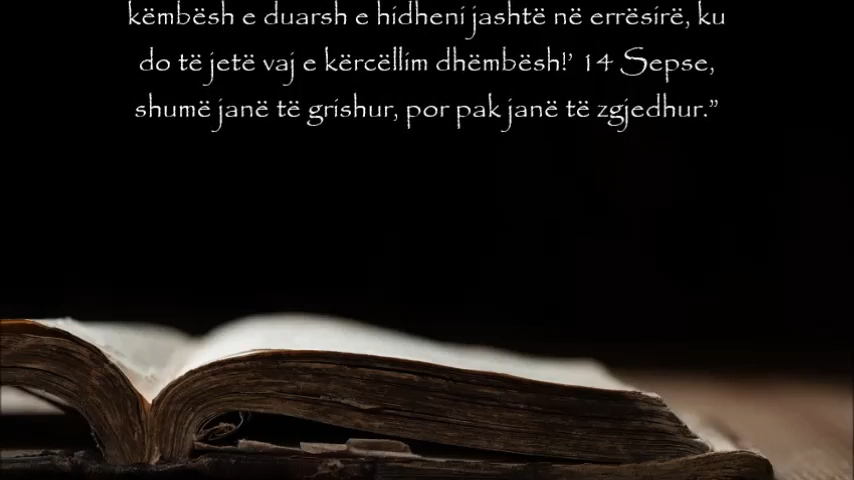 këmbësh e duarsh e hidheni jashtë në errësirë, ku
do të jetë vaj e kërcëllim dhëmbësh!’ 14 Sepse,
shumë janë të grishur, por pak janë të zgjedhur.”